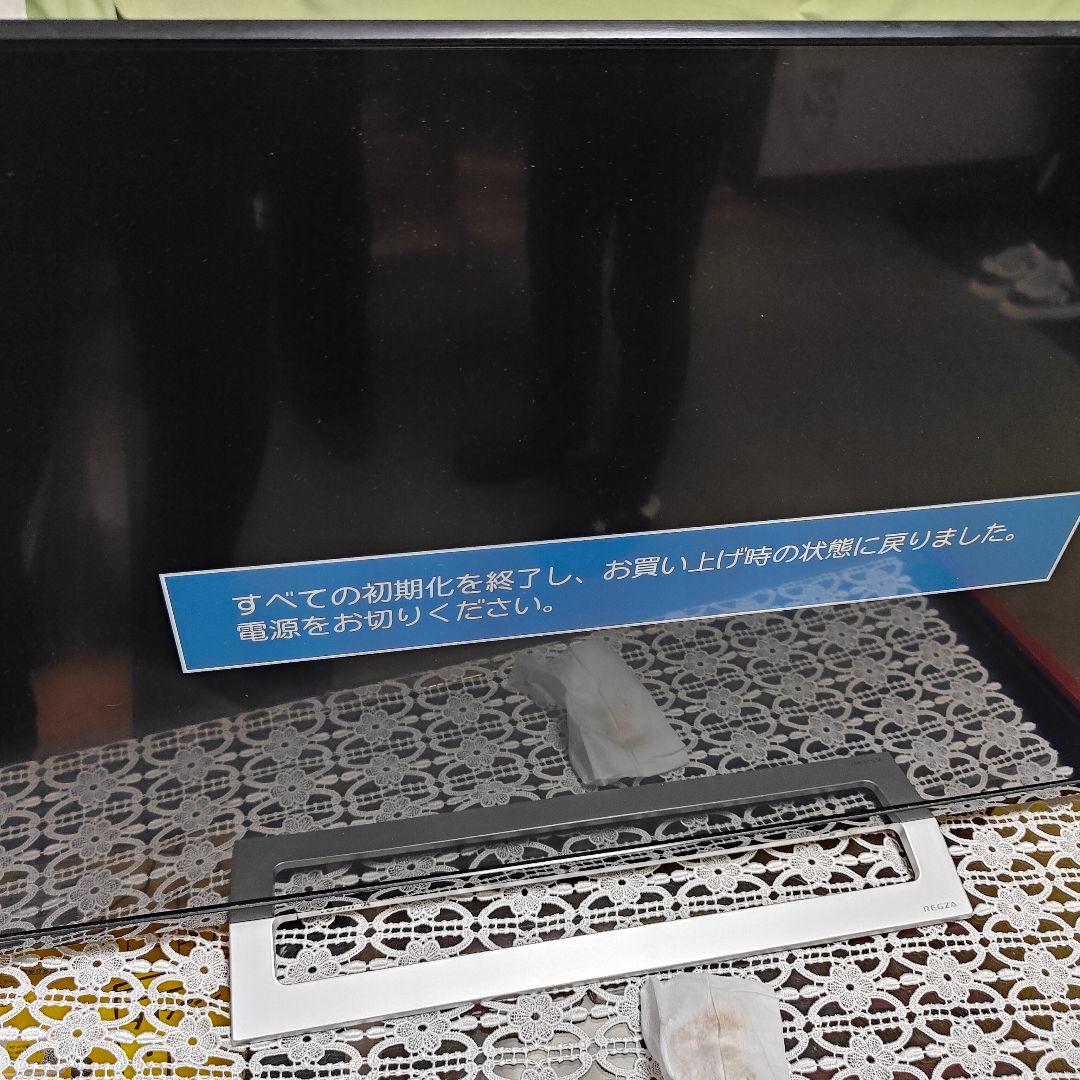 すべての初期化を終了し、お買い上げ時の状態に戻りました。
電源をお切りください。
REGZA